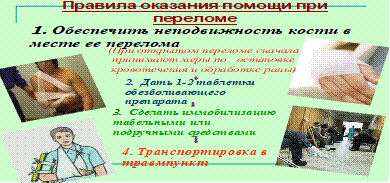 Правила оказания помощи при
переломе
1. Обеспечить неподвижность кости в
месте ее перелома
(При открытом переломе сначала
принимают меры по остановке
кровотечения и обработке раны)
2. Дать 1-2 таблетки
обезболивающего
препарата
3. Сделать иммобилизацию
табельными или
подручными средствами
4. Транспортировка в
травмпункт